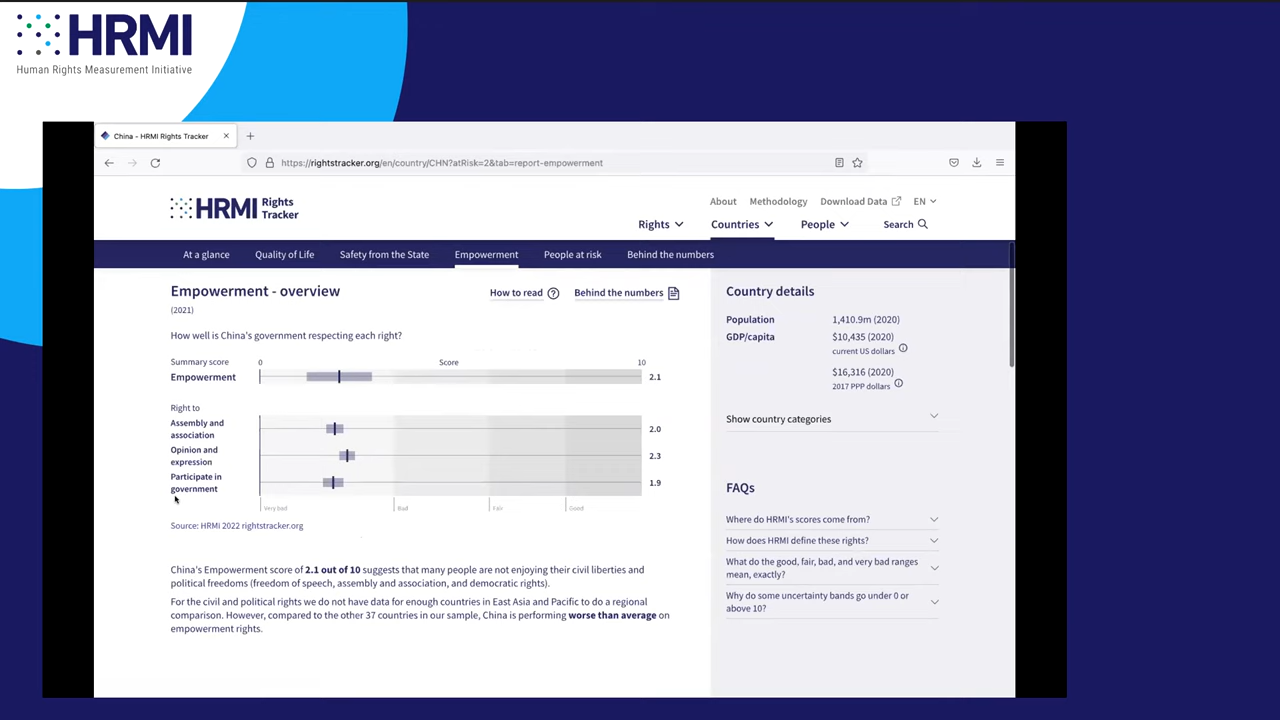 HRMI
Human Rights Measurement Initiative
China - HRMI Rights Tracker
https://rightstracker.org/en/country/CHN?atRisk=2&tab=report-empowerment
HRMI Rights Tracker
About Methodology Download Data EN
Rights Countries People Search
At a glance Quality of Life Safety from the State Empowerment People at risk Behind the numbers
Empowerment - overview
How to read ? Behind the numbers
(2021)
How well is China's government respecting each right?
Summary score 0 Score 10
Empowerment 2.1
Right to
Assembly and
association 2.0
Opinion and
expression 2.3
Participate in
government 1.9
Very bad Bad Fair Good
Source: HRMI 2022 rightstracker.org
China's Empowerment score of 2.1 out of 10 suggests that many people are not enjoying their civil liberties and
political freedoms (freedom of speech, assembly and association, and democratic rights).
For the civil and political rights we do not have data for enough countries in East Asia and Pacific to do a regional
comparison. However, compared to the other 37 countries in our sample, China is performing worse than average on
empowerment rights.
Country details
Population 1,410.9m (2020)
GDP/capita $10,435 (2020)
current US dollars
$16,316 (2020)
2017 PPP dollars
Show country categories
FAQs
Where do HRMI's scores come from?
How does HRMI define these rights?
What do the good, fair, bad, and very bad ranges
mean, exactly?
Why do some uncertainty bands go under 0 or
above 10?